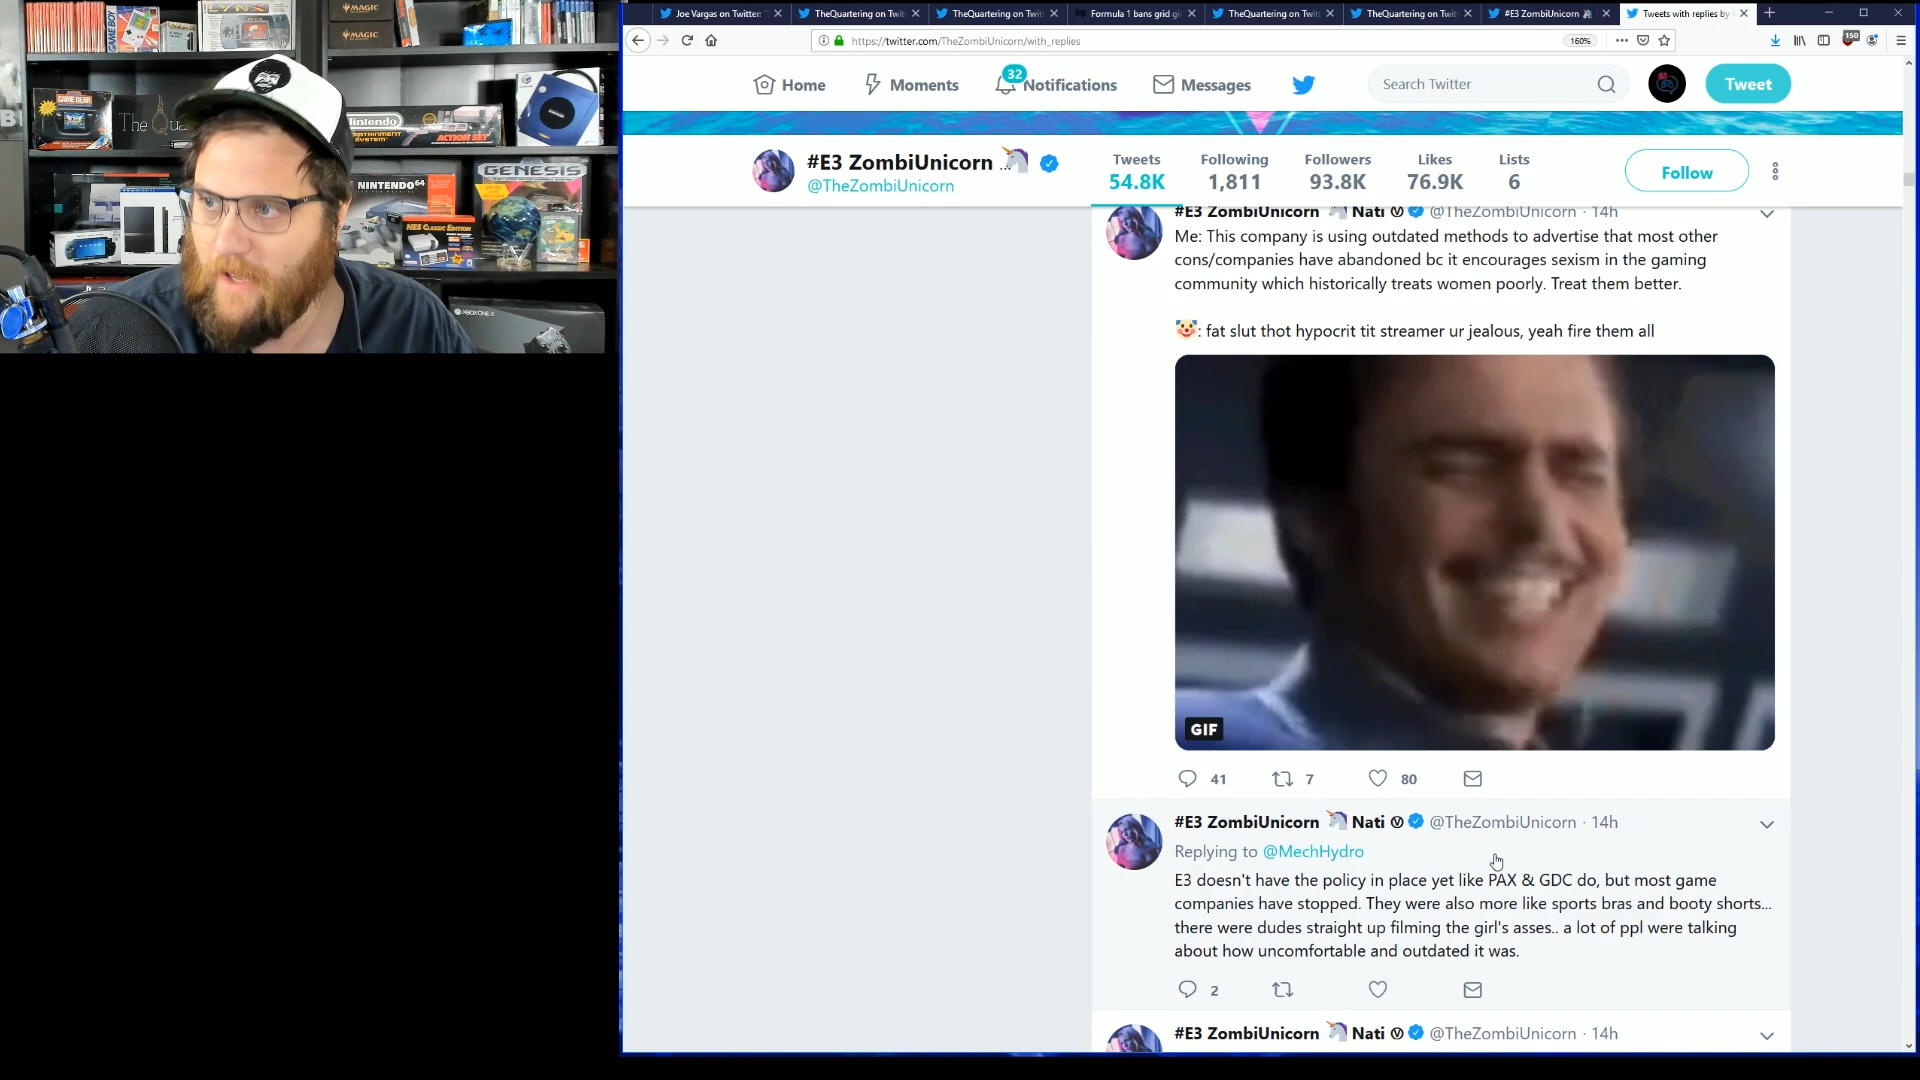 Joe Vargas on Twitter: "
TheQuartering on Twit
TheQuartering on Twit
Formula 1 bans grid gi
TheQuartering on Twit
TheQuartering on Twit
#E3 ZombiUnicorn
Tweets with replies by
https://twitter.com/TheZombiUnicorn/with_replies
160%
150
Home
Moments
32
Notifications
Messages
Search Twitter
Tweet
#E3 ZombiUnicorn ...
@TheZombiUnicorn
Tweets Following Followers Likes Lists
54.8K 1,811 93.8K 76.9K 6
Follow
#E3 ZombiUnicorn 🦄 Nati Ⓥ @TheZombiUnicorn · 14h
Me: This company is using outdated methods to advertise that most other
cons/companies have abandoned bc it encourages sexism in the gaming
community which historically treats women poorly. Treat them better.
🤡: fat slut thot hypocrit tit streamer ur jealous, yeah fire them all
GIF
41 7 80
#E3 ZombiUnicorn 🦄 Nati Ⓥ @TheZombiUnicorn · 14h
Replying to @MechHydro
E3 doesn't have the policy in place yet like PAX & GDC do, but most game
companies have stopped. They were also more like sports bras and booty shorts...
there were dudes straight up filming the girl's asses.. a lot of ppl were talking
about how uncomfortable and outdated it was.
2
#E3 ZombiUnicorn 🦄 Nati Ⓥ @TheZombiUnicorn · 14h
GAME BOY
LYNX
MAGIC
MAGIC
GAME GEAR
The Qua
Nintendo
ENTERTAINMENT
SYSTEM
ACTION SET
GENESIS
NINTENDO 64
NES CLASSIC EDITION
XBOX ONE X